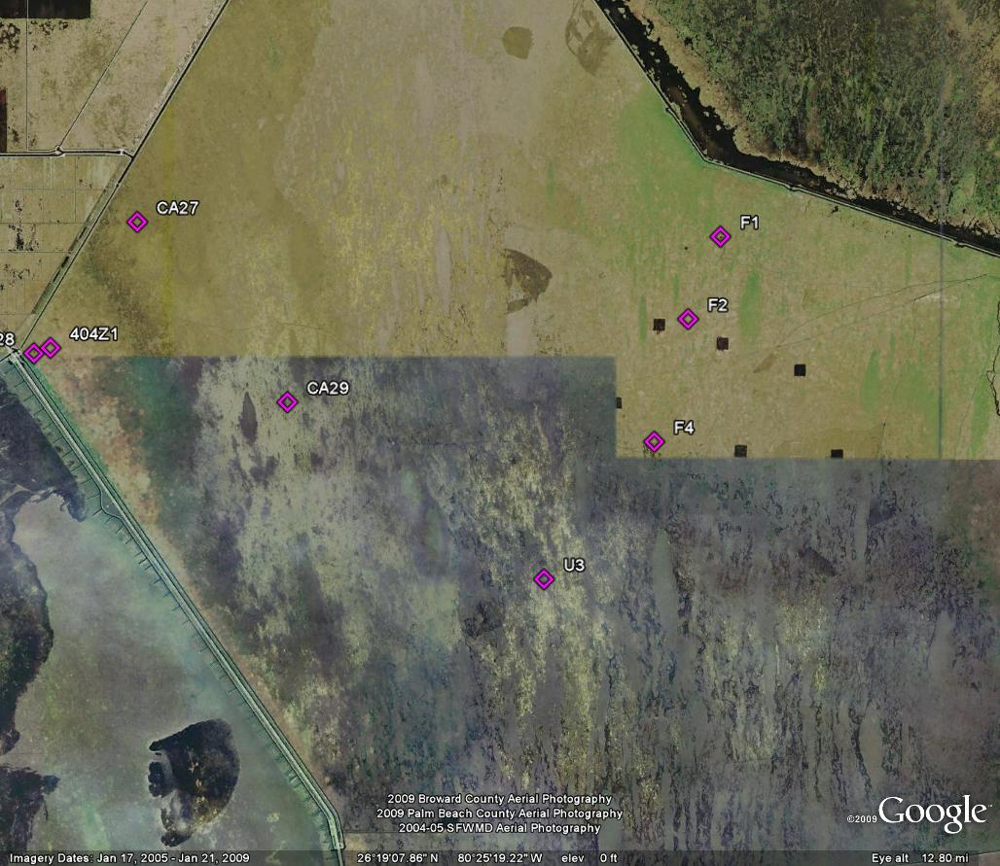 CA27
F1
F2
28
404Z1
CA29
F4
U3
2009 Broward County Aerial Photography
2009 Palm Beach County Aerial Photography
2004-05 SFWMD Aerial Photography
©2009 Google™
Imagery Dates: Jan 17, 2005 - Jan 21, 2009 26°19'07.86" N 80°25'19.22" W elev 0 ft Eye alt 12.80 mi